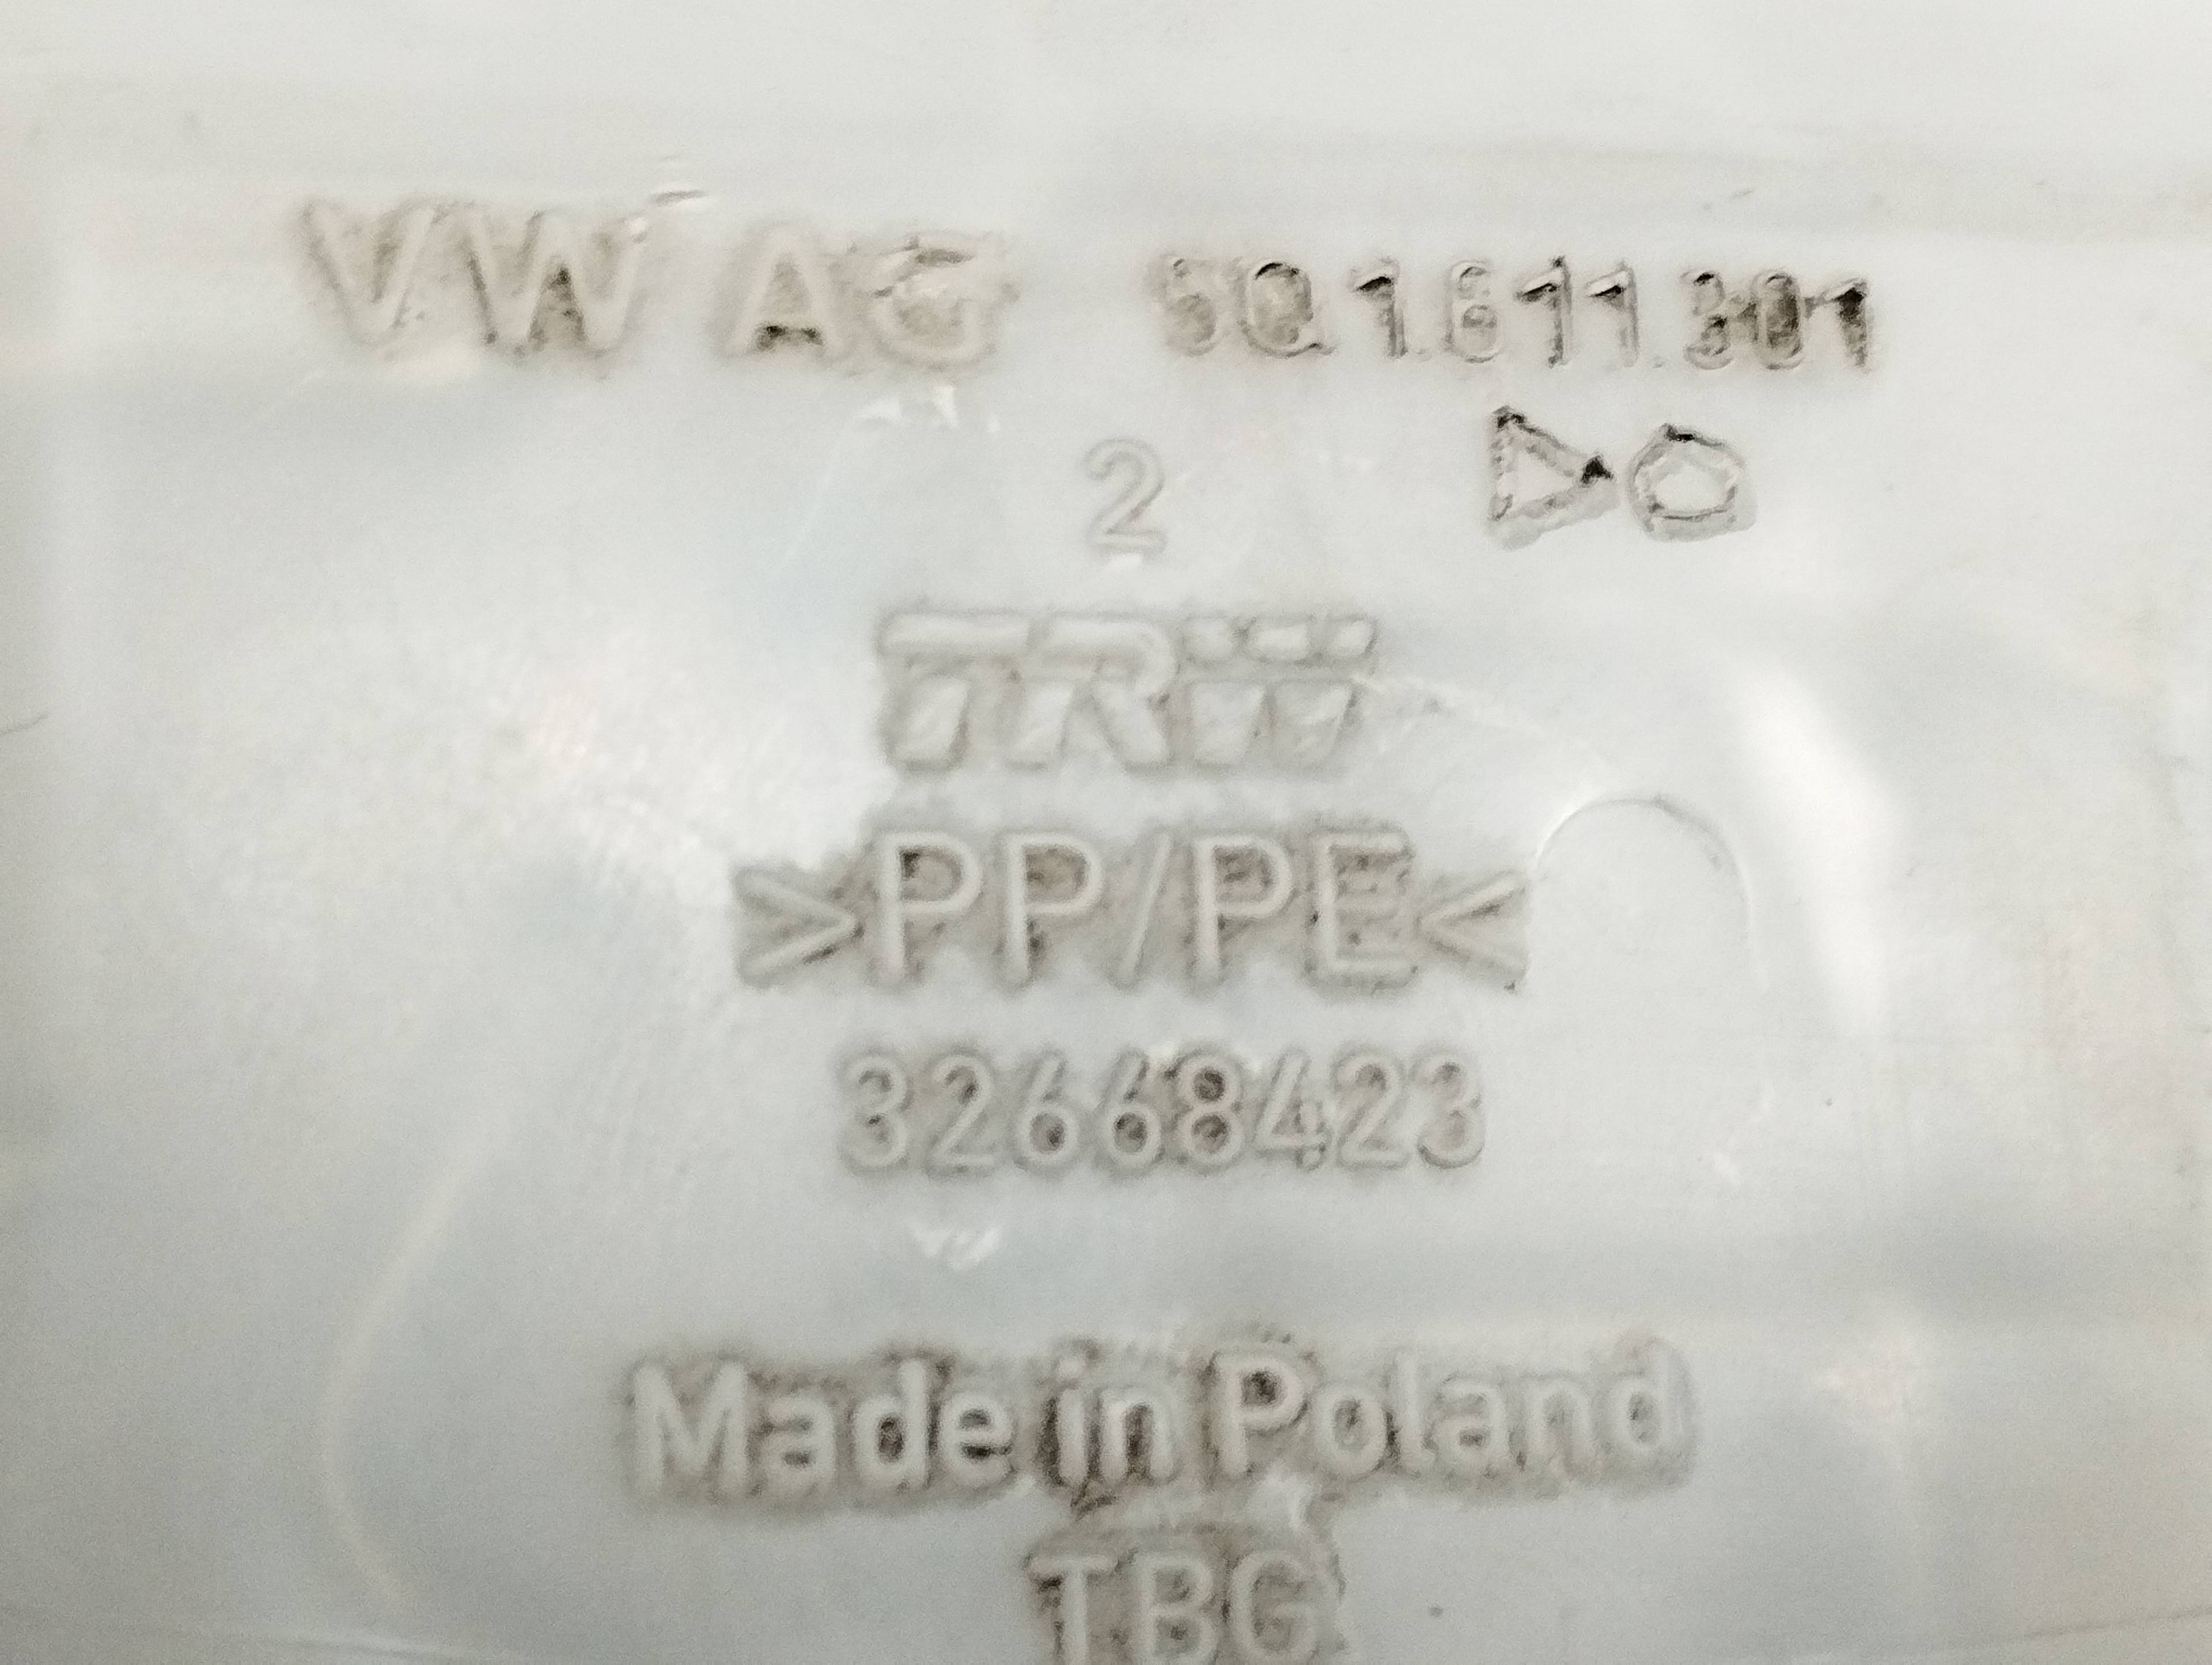 VW AG 5Q1.611.301
2
TRW
>PP/PE<
32668423
Made in Poland
TBG